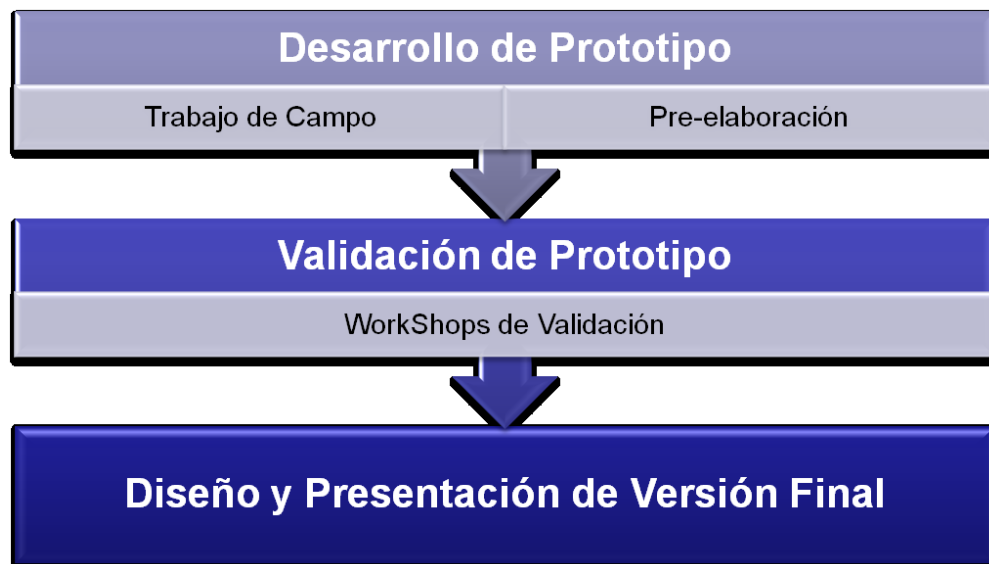 Desarrollo de Prototipo
Trabajo de Campo
Pre-elaboración
Validación de Prototipo
WorkShops de Validación
Diseño y Presentación de Versión Final